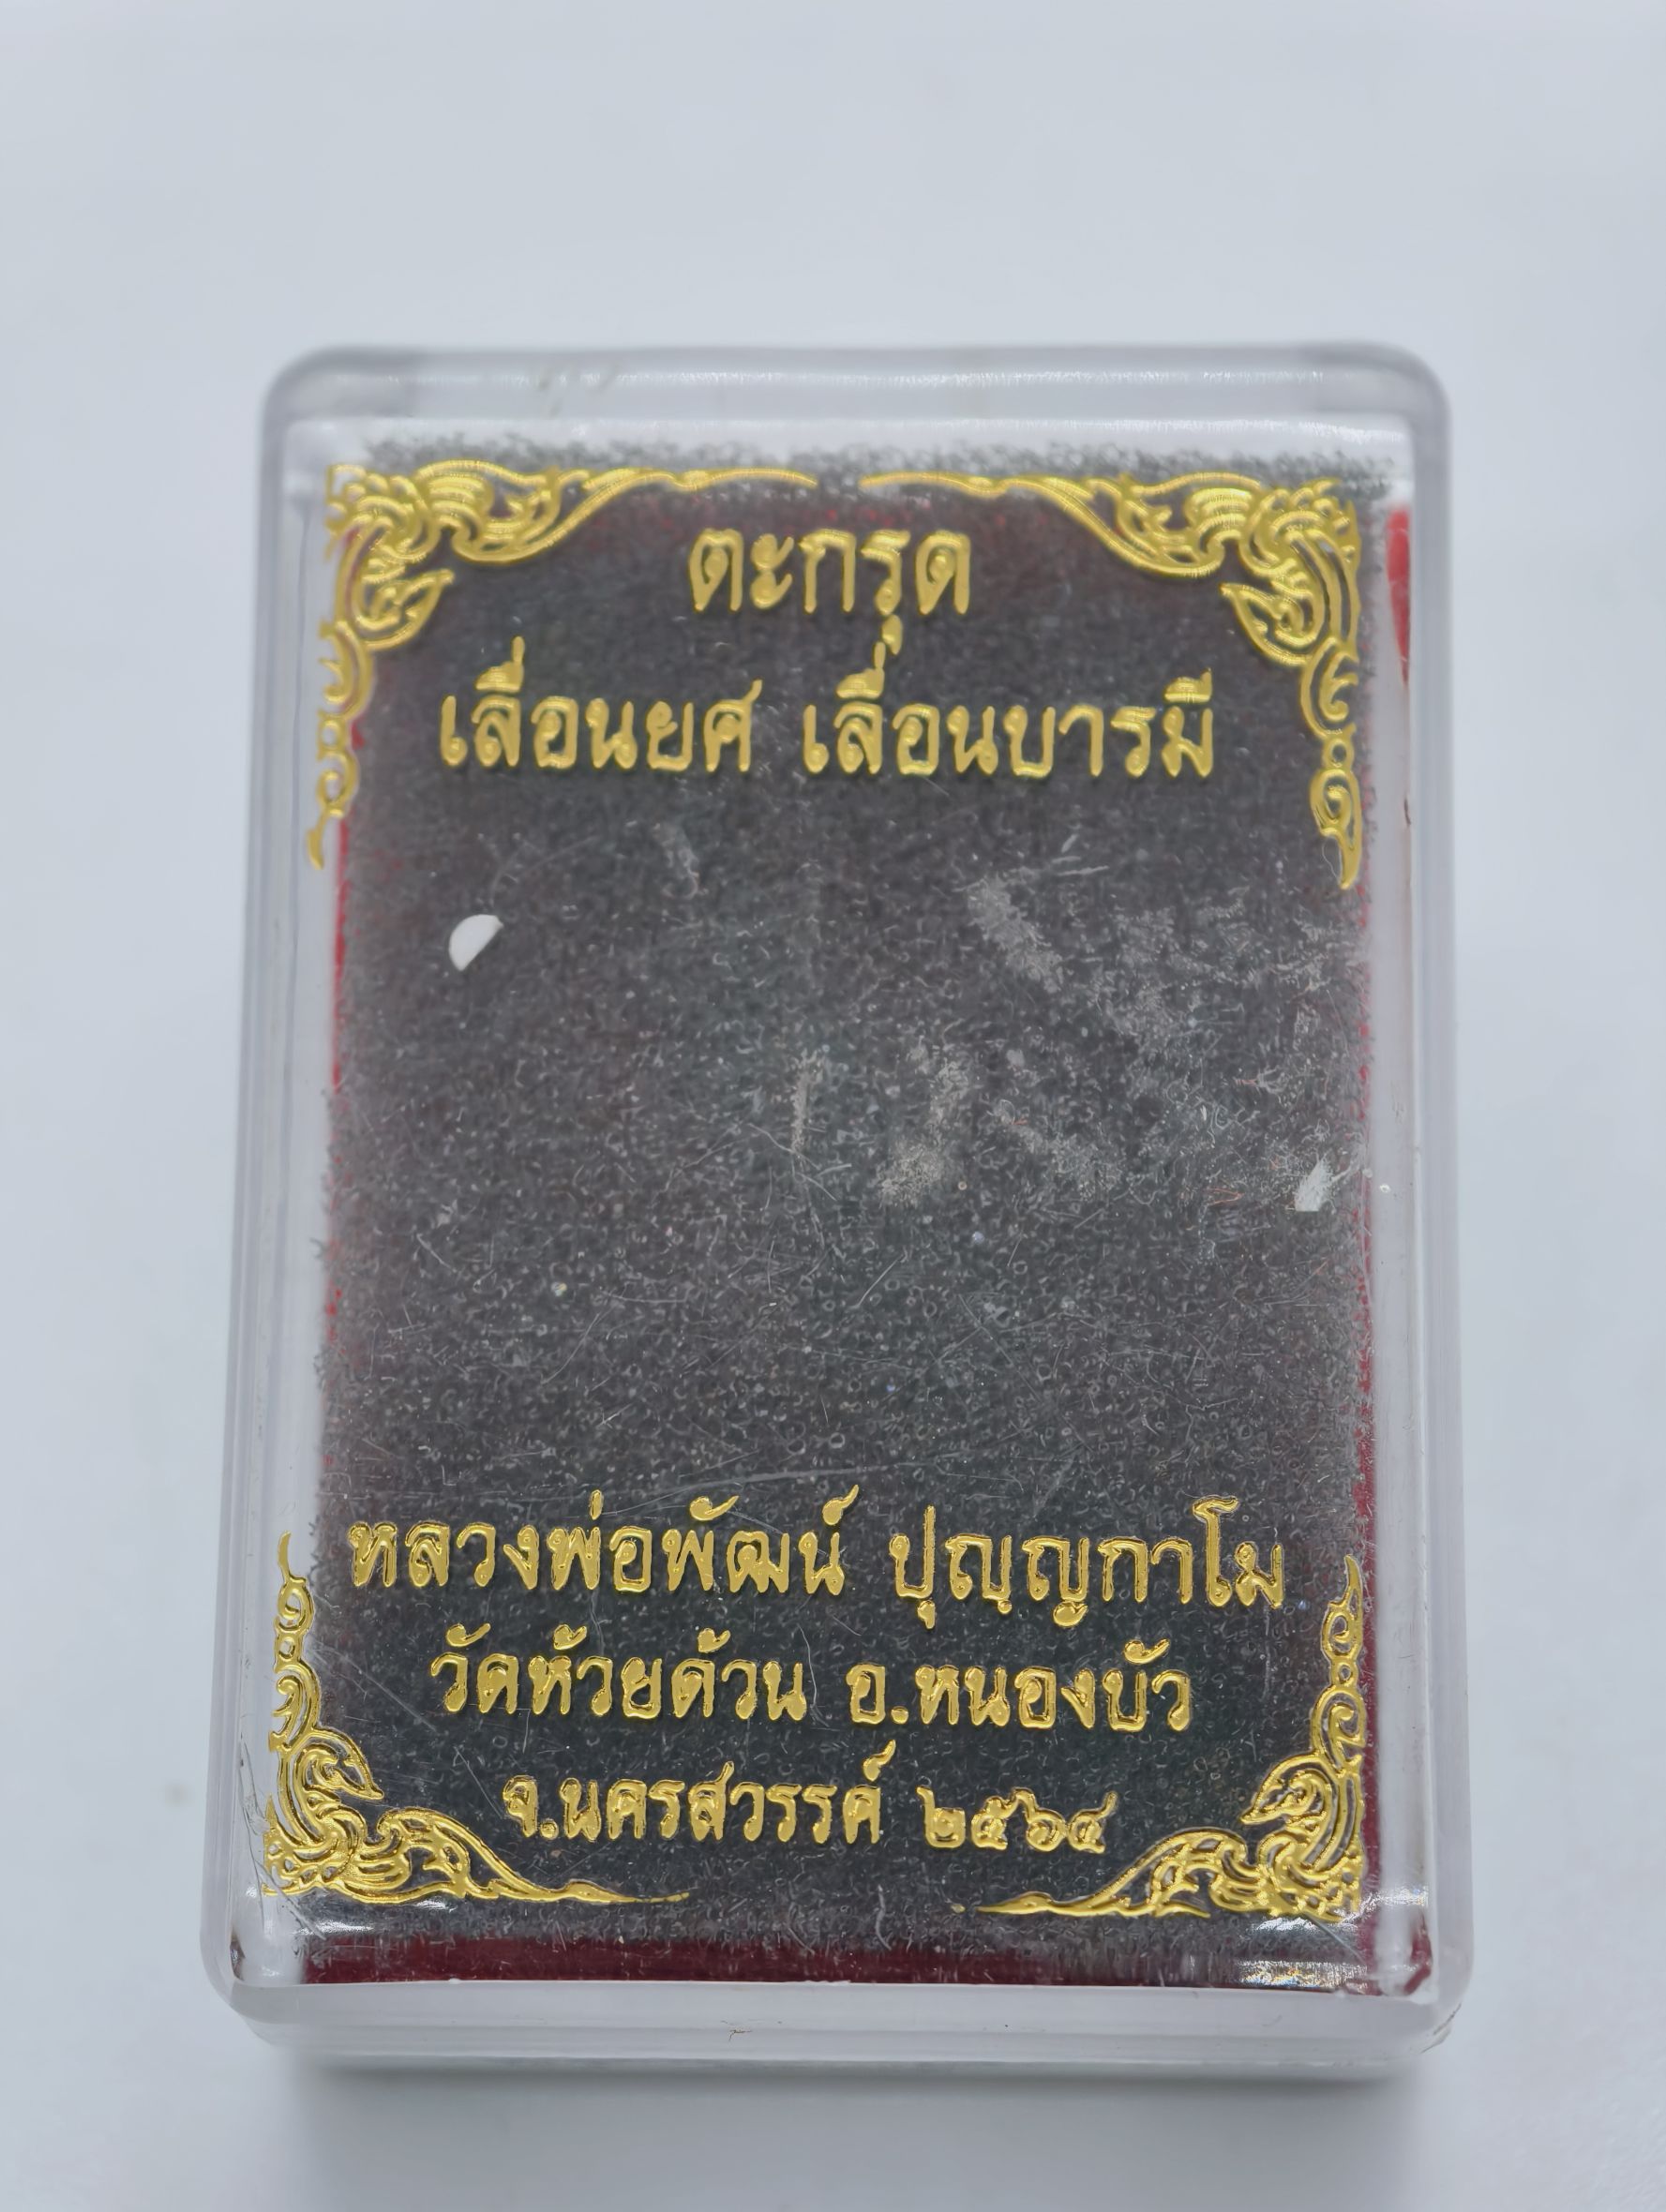 ตะกรุด
เลื่อนยศ เลื่อนบารมี
หลวงพ่อพัฒน์ ปุญฺญกาโม
วัดห้วยด้วน อ.หนองบัว
จ.นครสวรรค์ ๒๕๖๔